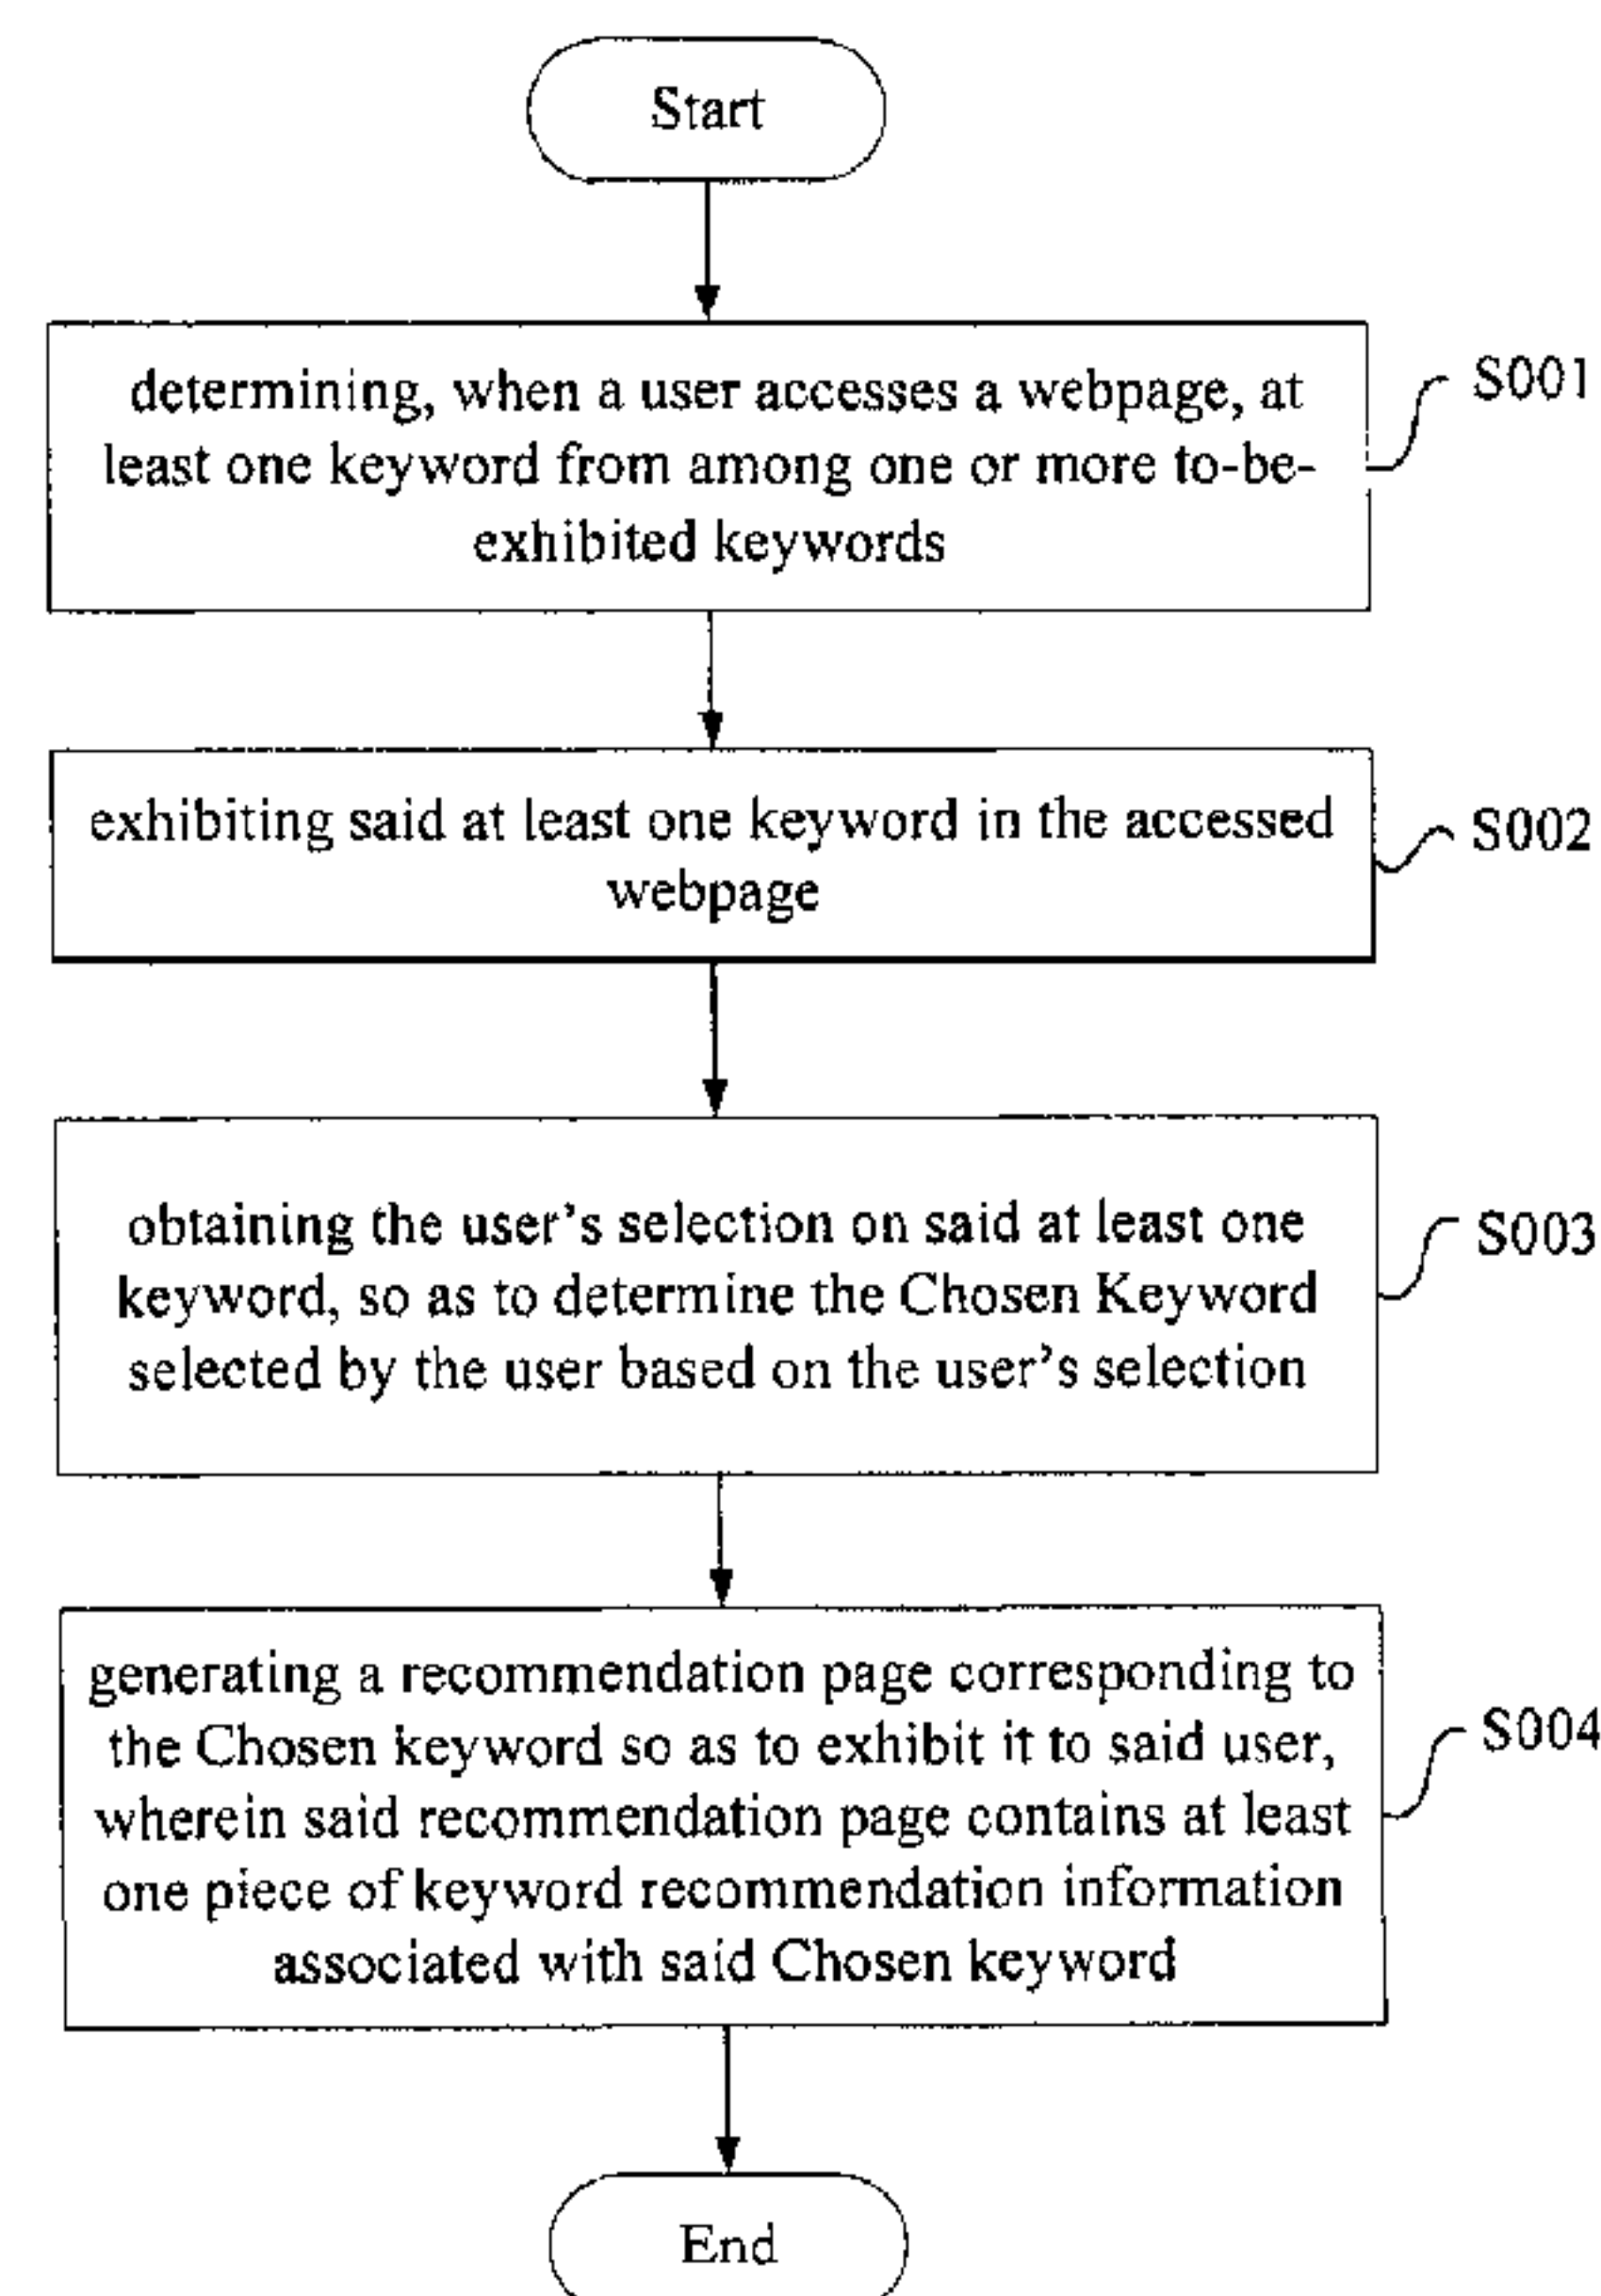 Start
determining, when a user accesses a webpage, at
least one keyword from among one or more to-be-
exhibited keywords
S001
exhibiting said at least one keyword in the accessed
webpage
S002
obtaining the user's selection on said at least one
keyword, so as to determine the Chosen Keyword
selected by the user based on the user's selection
S003
generating a recommendation page corresponding to
the Chosen keyword so as to exhibit it to said user,
wherein said recommendation page contains at least
one piece of keyword recommendation information
associated with said Chosen keyword
S004
End